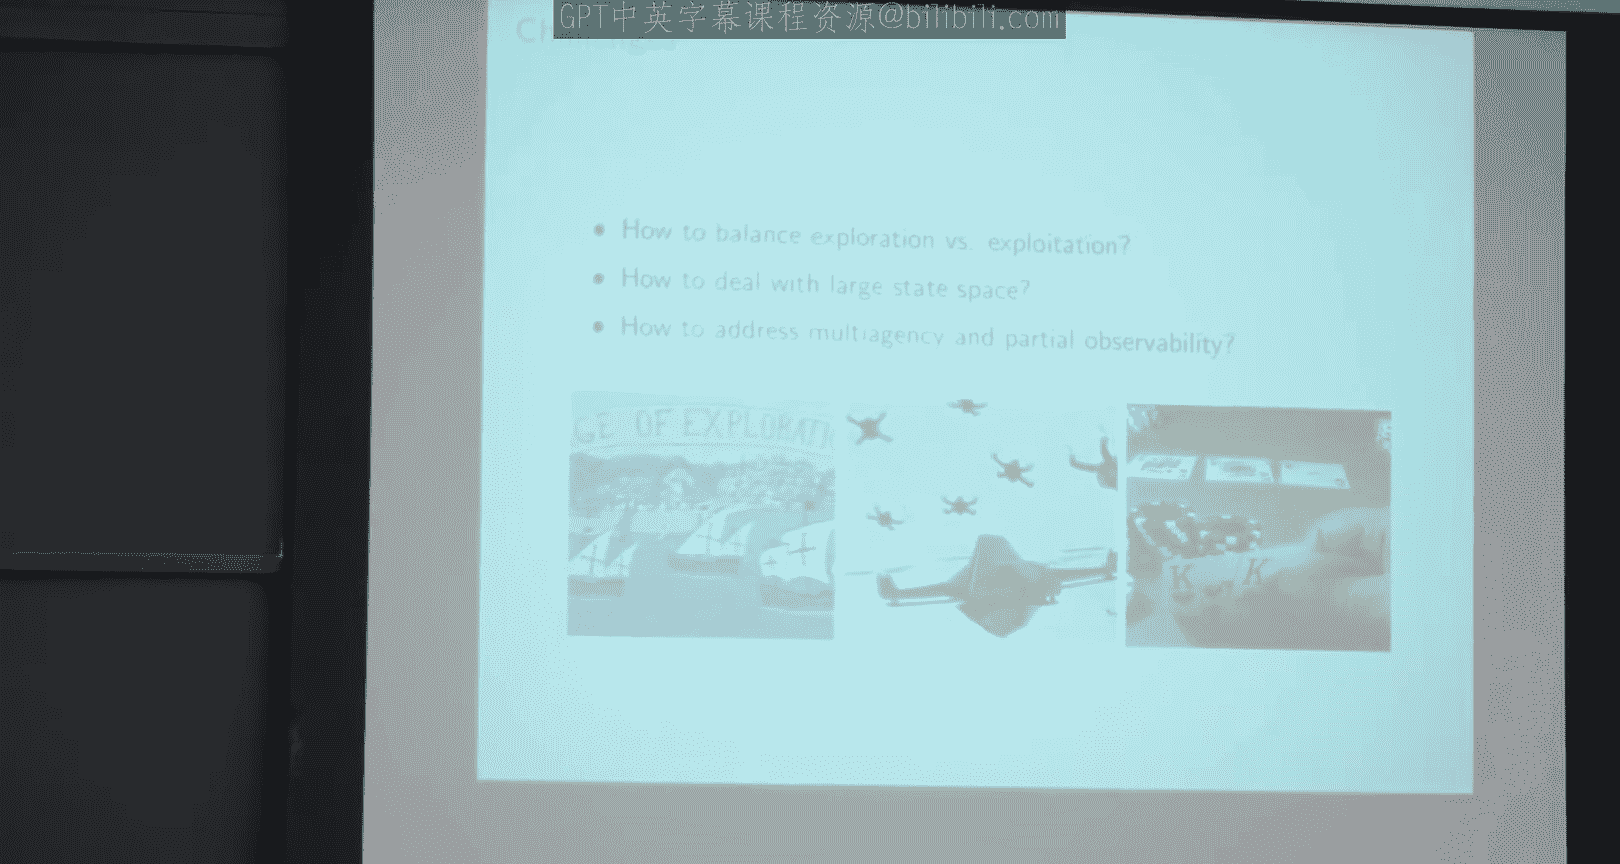 GPT中英字幕课程资源@bilibili.com
How to balance exploration vs. exploitation?
How to deal with large state space?
How to address multiagency and partial observability?
GE OF EXPLORATI
K K